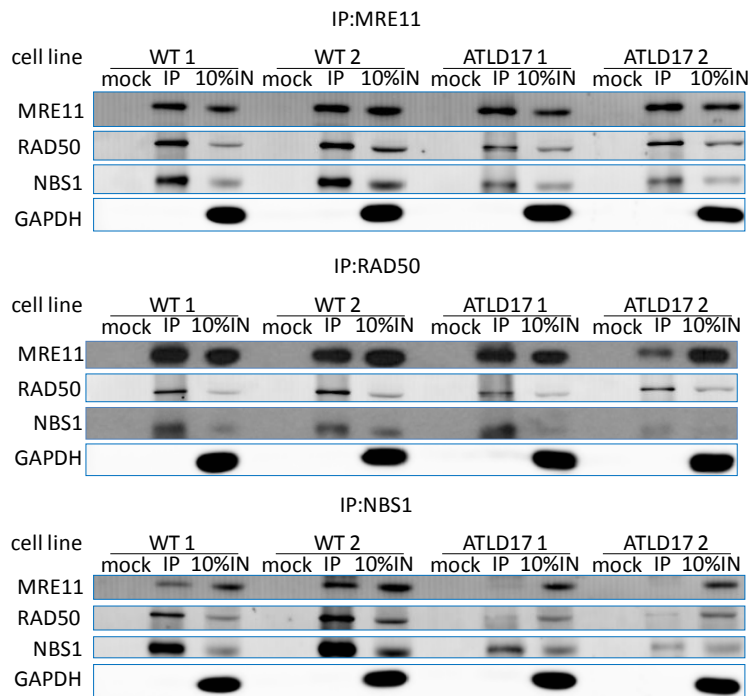 IP:MRE11
cell line WT 1 WT 2 ATLD17 1 ATLD17 2
mock IP 10%IN mock IP 10%IN mock IP 10%IN mock IP 10%IN
MRE11
RAD50
NBS1
GAPDH
IP:RAD50
cell line WT 1 WT 2 ATLD17 1 ATLD17 2
mock IP 10%IN mock IP 10%IN mock IP 10%IN mock IP 10%IN
MRE11
RAD50
NBS1
GAPDH
IP:NBS1
cell line WT 1 WT 2 ATLD17 1 ATLD17 2
mock IP 10%IN mock IP 10%IN mock IP 10%IN mock IP 10%IN
MRE11
RAD50
NBS1
GAPDH